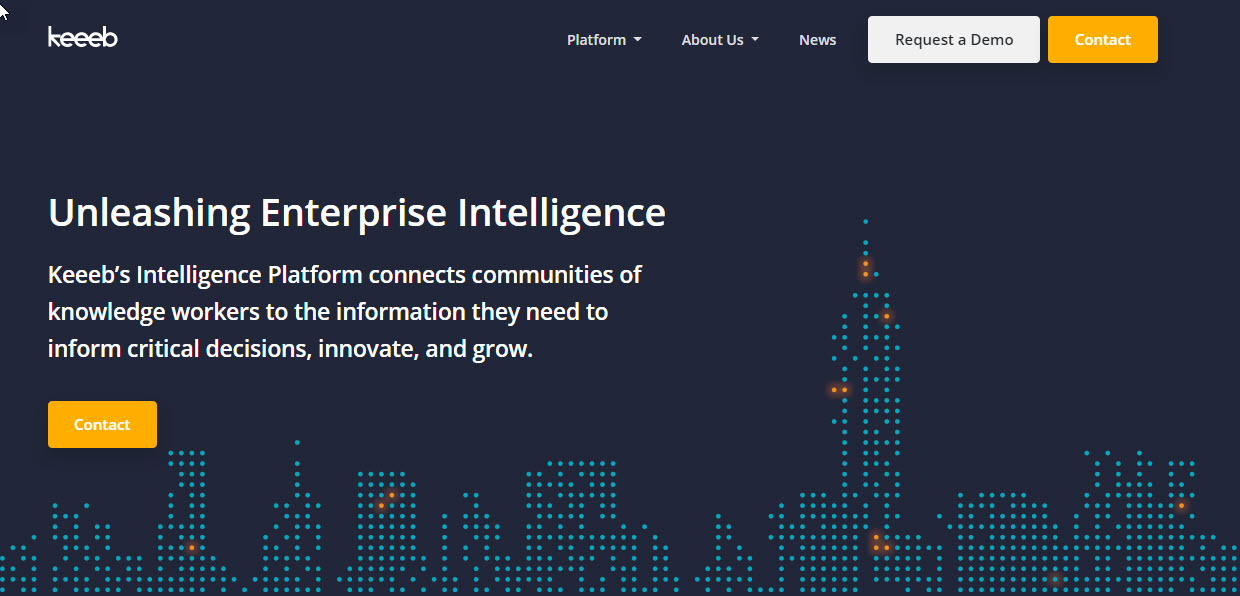 keeeb
Platform
About Us
News
Request a Demo
Contact
Unleashing Enterprise Intelligence
Keeeb’s Intelligence Platform connects communities of
knowledge workers to the information they need to
inform critical decisions, innovate, and grow.
Contact